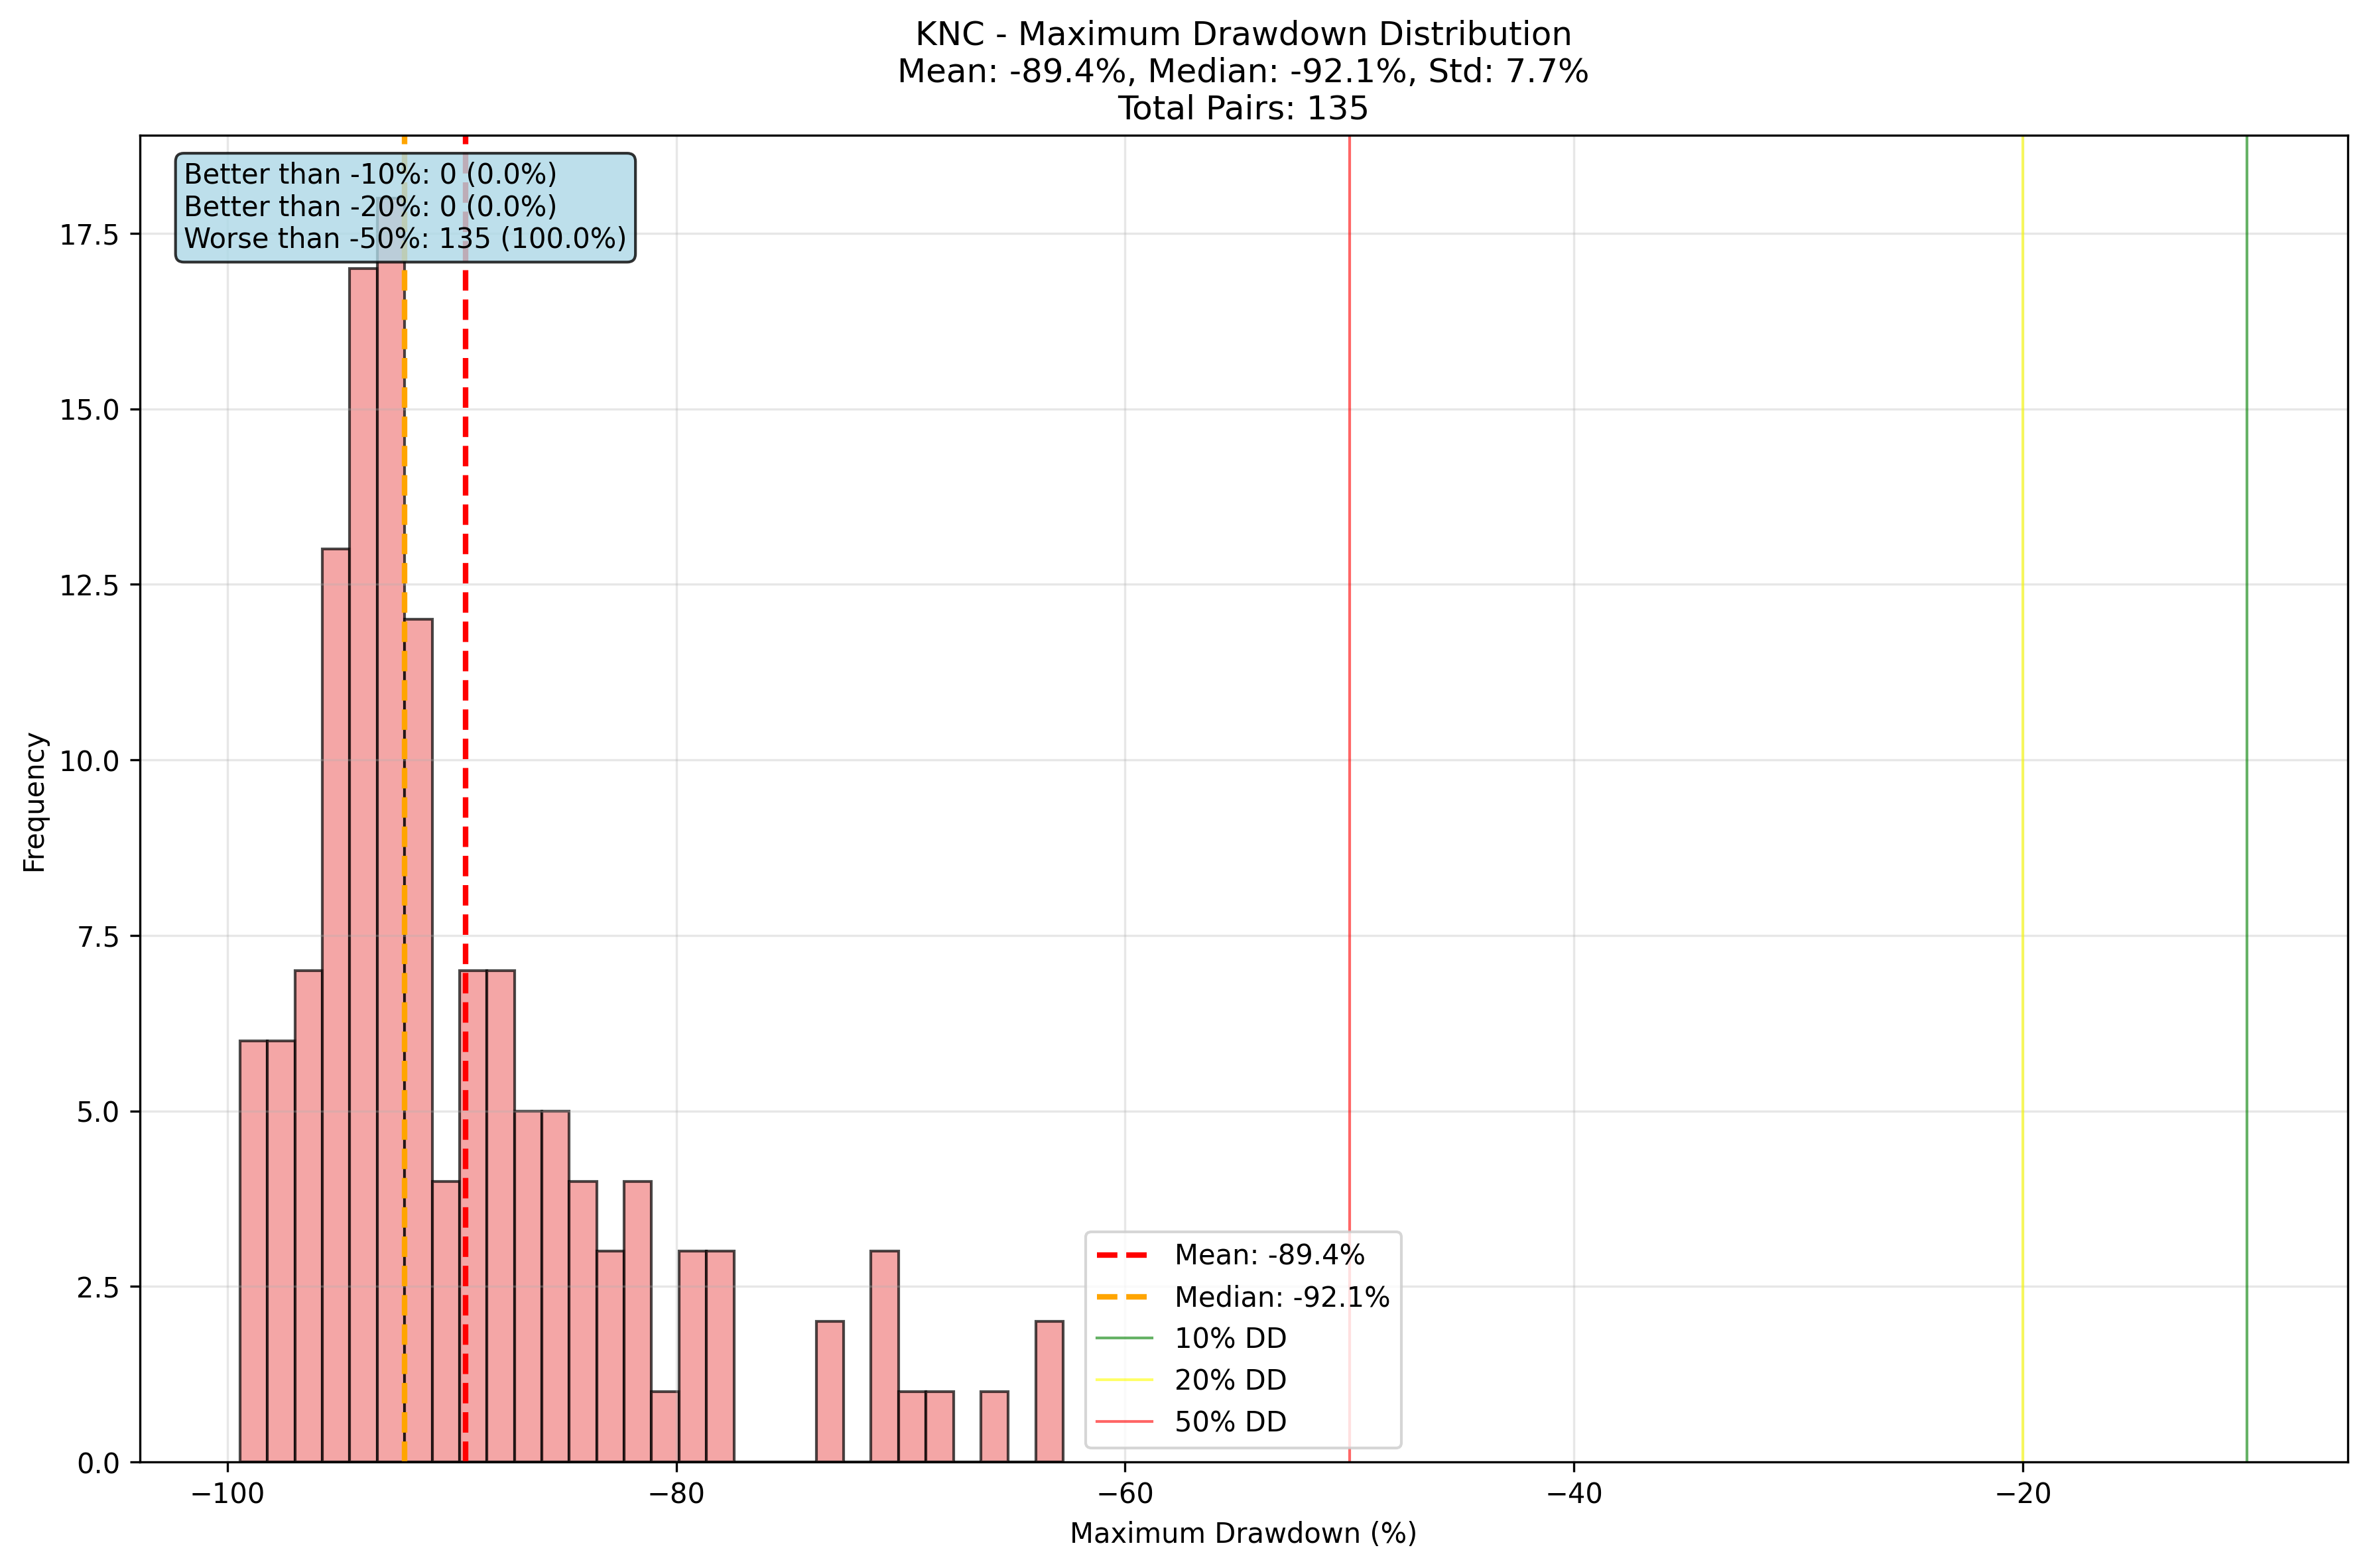 KNC - Maximum Drawdown Distribution
Mean: -89.4%, Median: -92.1%, Std: 7.7%
Total Pairs: 135
Better than -10%: 0 (0.0%)
Better than -20%: 0 (0.0%)
Worse than -50%: 135 (100.0%)
17.5
15.0
12.5
10.0
7.5
5.0
2.5
0.0
Frequency
Mean: -89.4%
Median: -92.1%
10% DD
20% DD
50% DD
−100
−80
−60
−40
−20
Maximum Drawdown (%)